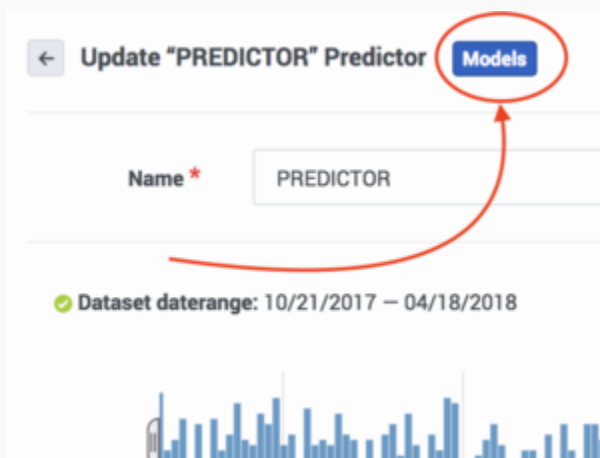 ← Update “PREDICTOR” Predictor Models
Name * PREDICTOR
Dataset daterange: 10/21/2017 — 04/18/2018